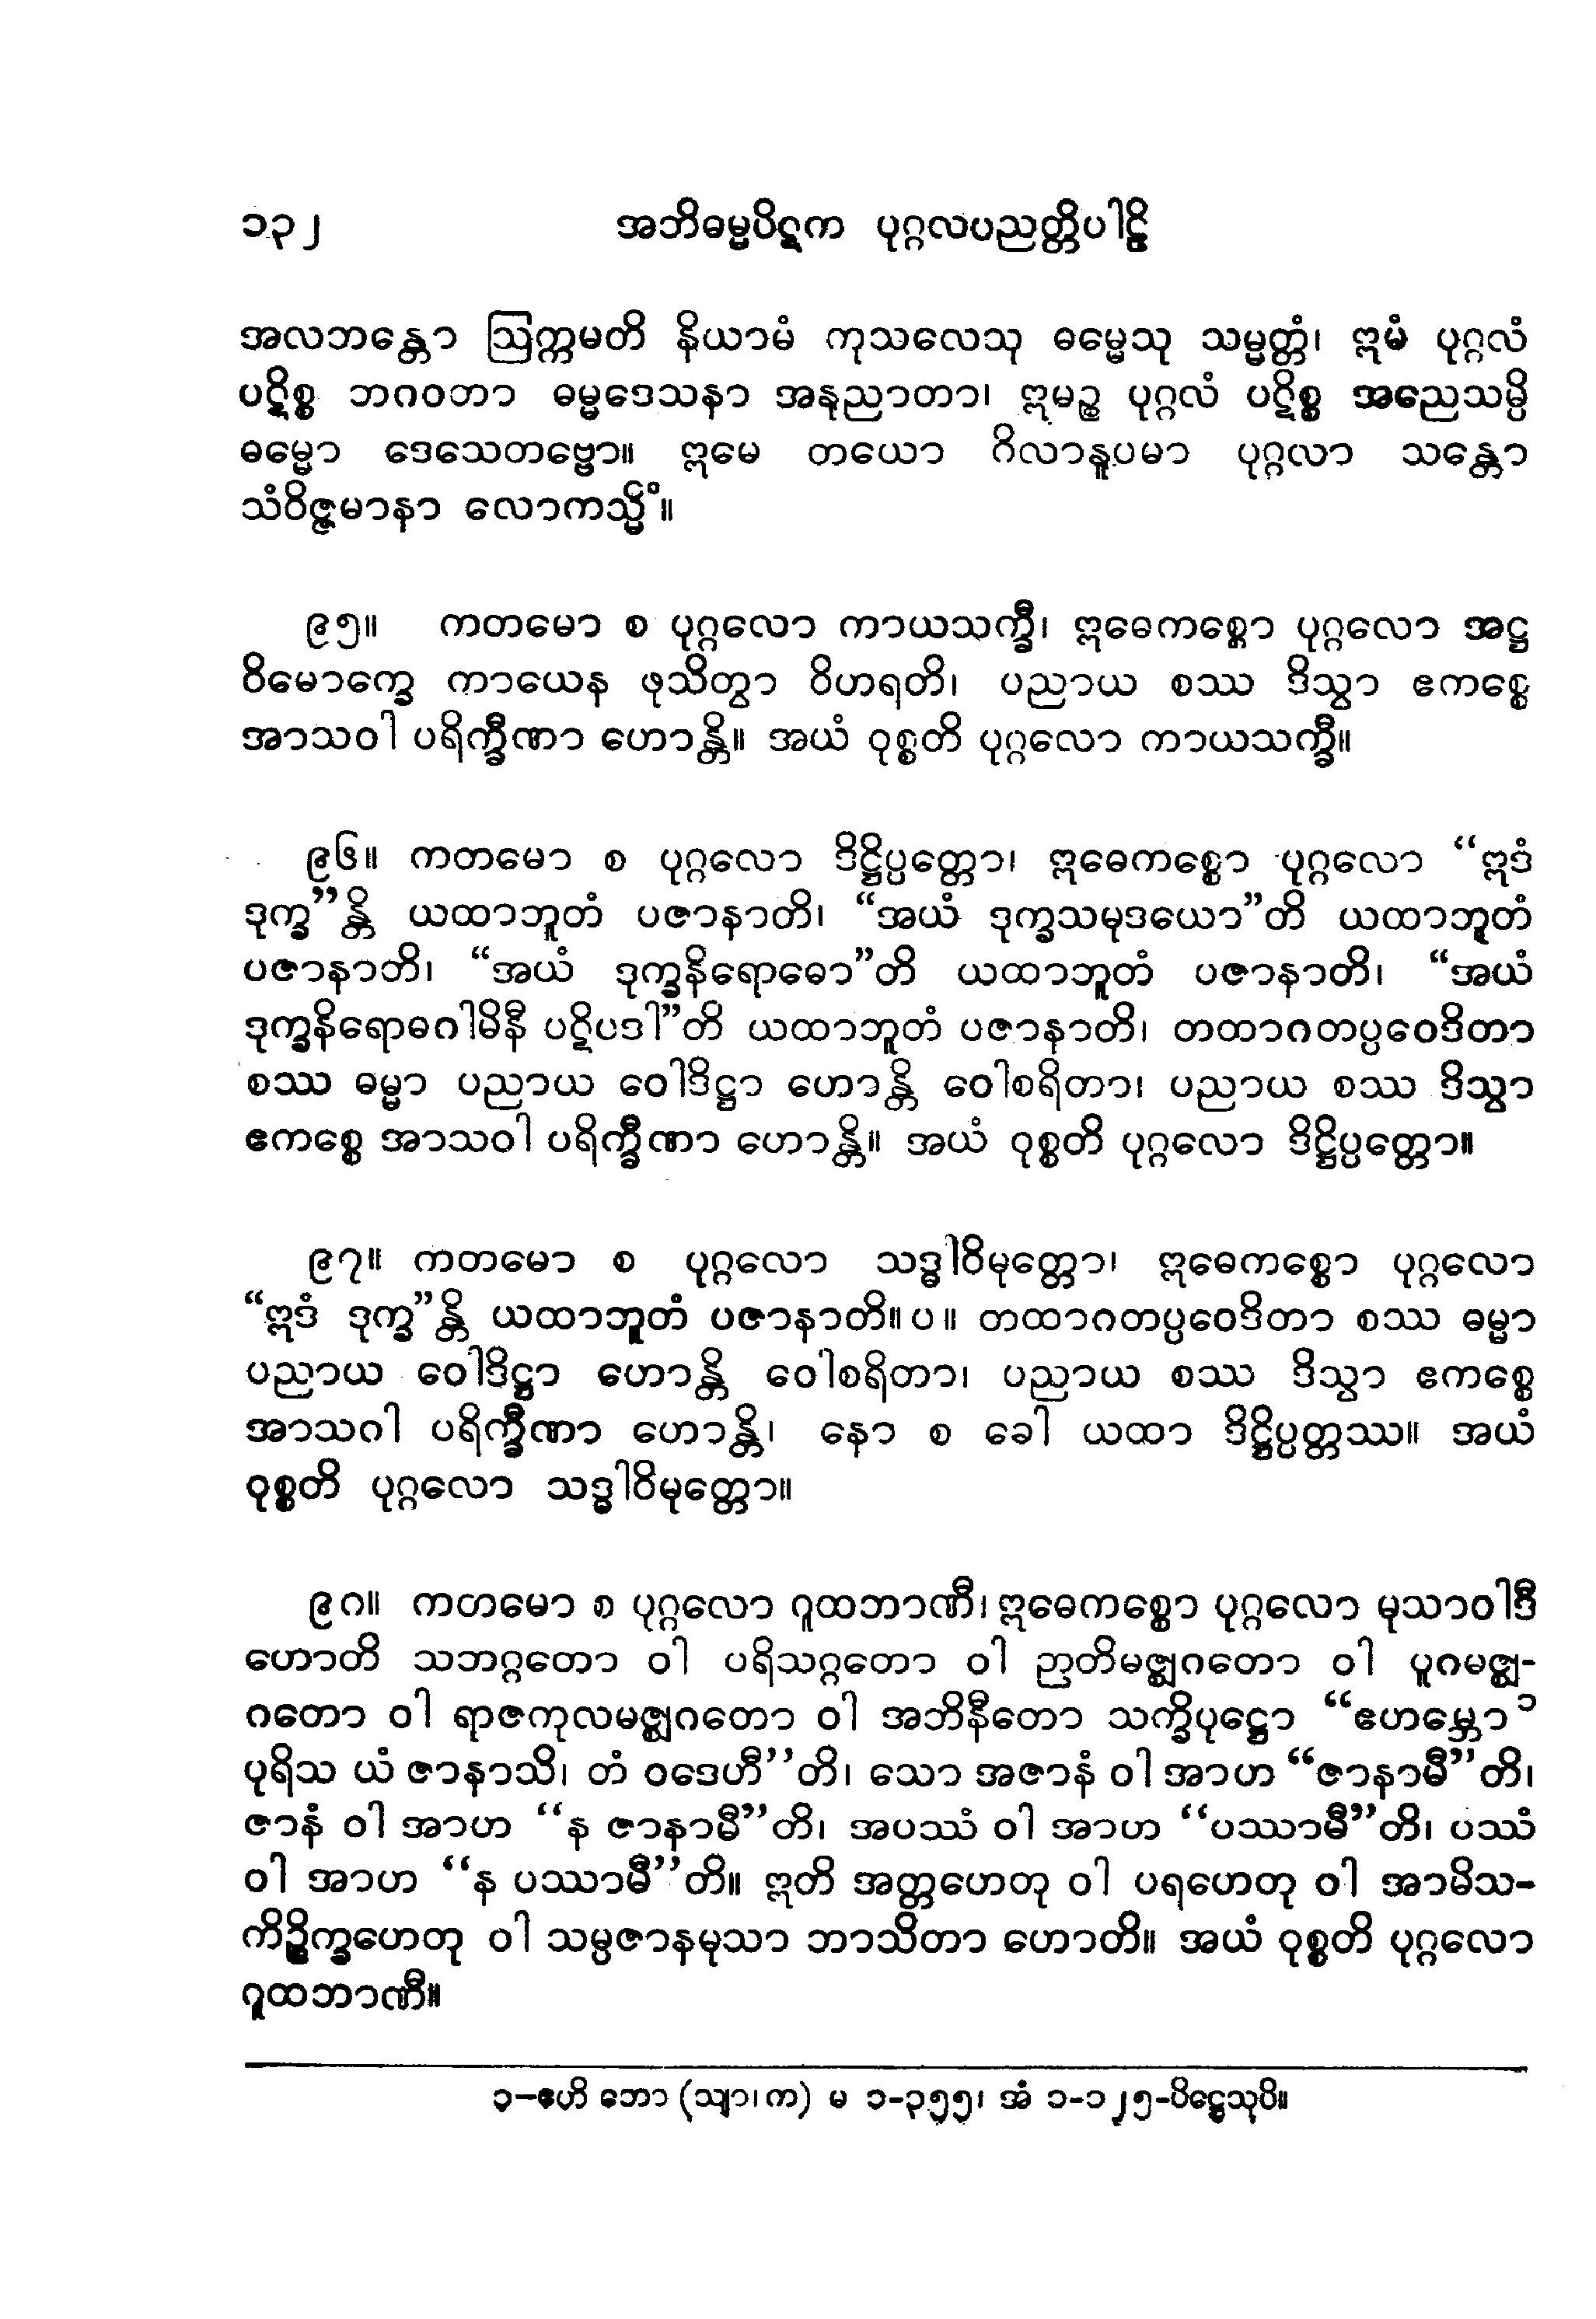 ၁၃၂ အဘိဓမ္မပိဋက ပုဂ္ဂလပညတ္တိပါဠိ
အလဘန္တော ဩက္ကမတိ နိယာမံ ကုသလေသု ဓမ္မေသု သမ္မတ္တံ၊ ဣမံ ပုဂ္ဂလံ
ပဋိစ္စ ဘဂဝတာ ဓမ္မဒေသနာ အနုညာတာ၊ ဣမဉ္စ ပုဂ္ဂလံ ပဋိစ္စ အညေသမ္ပိ
ဓမ္မော ဒေသေတဗ္ဗော။ ဣမေ တယော ဂိလာနူပမာ ပုဂ္ဂလာ သန္တော
သံဝိဇ္ဇမာနာ လောကသ္မိံ။
၉၅။ ကတမော စ ပုဂ္ဂလော ကာယသက္ခီ၊ ဣဓေကစ္စော ပုဂ္ဂလော အဋ္ဌ
ဝိမောက္ခေ ကာယေန ဖုသိတွာ ဝိဟရတိ၊ ပညာယ စဿ ဒိသွာ ဧကစ္စေ
အာသဝါ ပရိက္ခီဏာ ဟောန္တိ။ အယံ ဝုစ္စတိ ပုဂ္ဂလော ကာယသက္ခီ။
၉၆။ ကတမော စ ပုဂ္ဂလော ဒိဋ္ဌိပ္ပတ္တော၊ ဣဓေကစ္စော ပုဂ္ဂလော “ဣဒံ
ဒုက္ခ”န္တိ ယထာဘူတံ ပဇာနာတိ၊ “အယံ ဒုက္ခသမုဒယော”တိ ယထာဘူတံ
ပဇာနာတိ၊ “အယံ ဒုက္ခနိရောဓော”တိ ယထာဘူတံ ပဇာနာတိ၊ “အယံ
ဒုက္ခနိရောဓဂါမိနီ ပဋိပဒါ”တိ ယထာဘူတံ ပဇာနာတိ၊ တထာဂတပ္ပဝေဒိတာ
စဿ ဓမ္မာ ပညာယ ဝေါဒိဋ္ဌာ ဟောန္တိ ဝေါစရိတာ၊ ပညာယ စဿ ဒိသွာ
ဧကစ္စေ အာသဝါ ပရိက္ခီဏာ ဟောန္တိ။ အယံ ဝုစ္စတိ ပုဂ္ဂလော ဒိဋ္ဌိပ္ပတ္တော။
၉၇။ ကတမော စ ပုဂ္ဂလော သဒ္ဓါဝိမုတ္တော၊ ဣဓေကစ္စော ပုဂ္ဂလော
“ဣဒံ ဒုက္ခ”န္တိ ယထာဘူတံ ပဇာနာတိ။ပ။ တထာဂတပ္ပဝေဒိတာ စဿ ဓမ္မာ
ပညာယ ဝေါဒိဋ္ဌာ ဟောန္တိ ဝေါစရိတာ၊ ပညာယ စဿ ဒိသွာ ဧကစ္စေ
အာသဂါ ပရိက္ခီဏာ ဟောန္တိ၊ နော စ ခေါ ယထာ ဒိဋ္ဌိပ္ပတ္တဿ။ အယံ
ဝုစ္စတိ ပုဂ္ဂလော သဒ္ဓါဝိမုတ္တော။
၉၈။ ကတမော စ ပုဂ္ဂလော ဂူထဘာဏီ၊ ဣဓေကစ္စော ပုဂ္ဂလော မုသာဝါဒီ
ဟောတိ သဘဂ္ဂတော ဝါ ပရိသဂ္ဂတော ဝါ ဉာတိမဇ္ဈဂတော ဝါ ပူဂမဇ္ဈ-
ဂတော ဝါ ရာဇကုလမဇ္ဈဂတော ဝါ အဘိနီတော သက္ခိပုဋ္ဌော “ဧဟမ္ဘော ၁
ပုရိသ ယံ ဇာနာသိ၊ တံ ဝဒေဟီ”တိ၊ သော အဇာနံ ဝါ အာဟ “ဇာနာမီ”တိ၊
ဇာနံ ဝါ အာဟ “န ဇာနာမီ”တိ၊ အပဿံ ဝါ အာဟ “ပဿာမီ”တိ၊ ပဿံ
ဝါ အာဟ “န ပဿာမီ”တိ။ ဣတိ အတ္တဟေတု ဝါ ပရဟေတု ဝါ အာမိသ-
ကိဉ္စိက္ခဟေတု ဝါ သမ္ပဇာနမုသာ ဘာသိတာ ဟောတိ။ အယံ ဝုစ္စတိ ပုဂ္ဂလော
ဂူထဘာဏီ။
၁-ဧဟိ ဘော (သျာ၊ က) မ ၁-၃၅၅၊ အံ ၁-၁၂၅-ပိဋ္ဌေသုပိ။